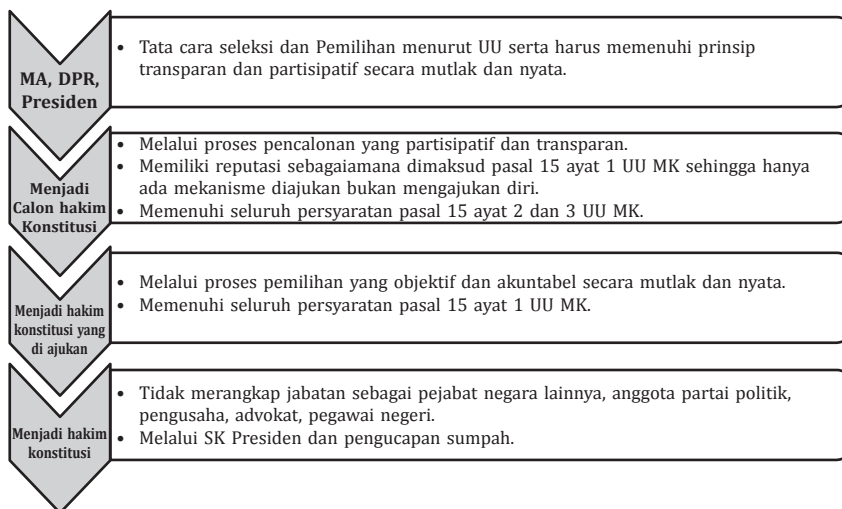 MA, DPR,
Presiden
• Tata cara seleksi dan Pemilihan menurut UU serta harus memenuhi prinsip
transparan dan partisipatif secara mutlak dan nyata.
Menjadi
Calon hakim
Konstitusi
• Melalui proses pencalonan yang partisipatif dan transparan.
• Memiliki reputasi sebagaiamana dimaksud pasal 15 ayat 1 UU MK sehingga hanya
ada mekanisme diajukan bukan mengajukan diri.
• Memenuhi seluruh persyaratan pasal 15 ayat 2 dan 3 UU MK.
Menjadi hakim
konstitusi yang
di ajukan
• Melalui proses pemilihan yang objektif dan akuntabel secara mutlak dan nyata.
• Memenuhi seluruh persyaratan pasal 15 ayat 1 UU MK.
Menjadi hakim
konstitusi
• Tidak merangkap jabatan sebagai pejabat negara lainnya, anggota partai politik,
pengusaha, advokat, pegawai negeri.
• Melalui SK Presiden dan pengucapan sumpah.